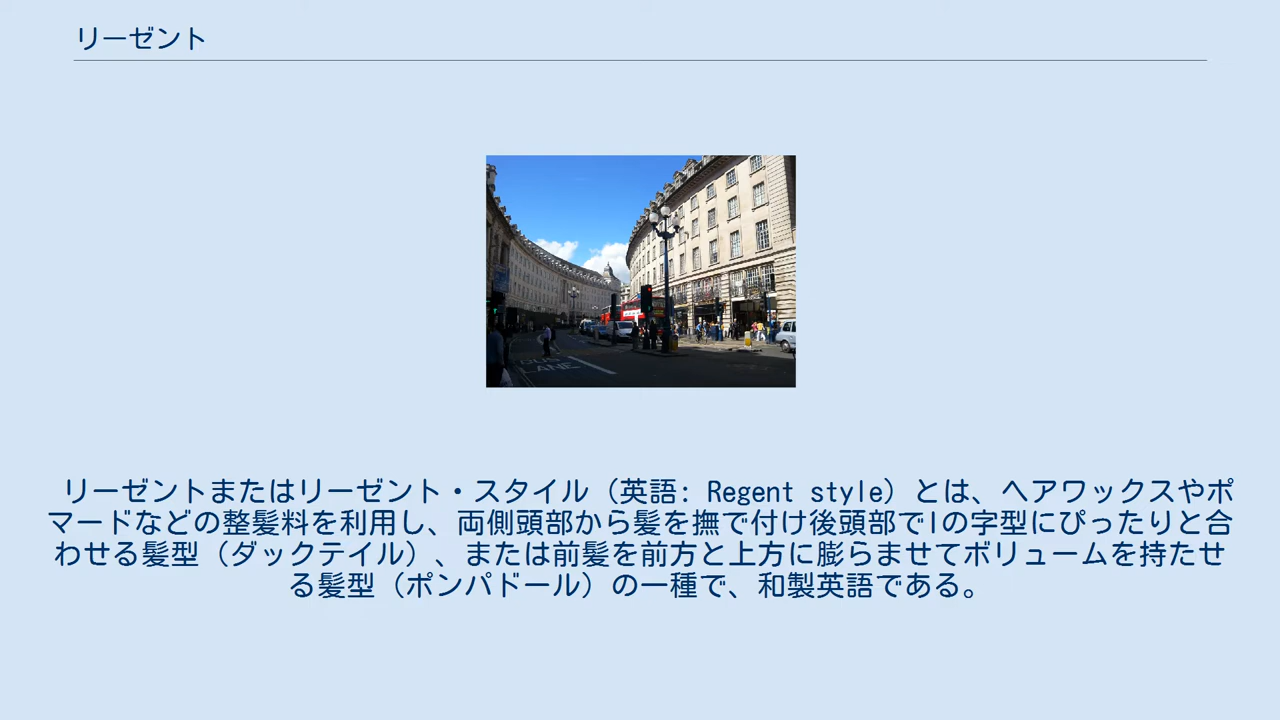 リーゼント
BUS
LANE
リーゼントまたはリーゼント・スタイル（英語: Regent style）とは、ヘアワックスやポ
マードなどの整髪料を利用し、両側頭部から髪を撫で付け後頭部でIの字型にぴったりと合
わせる髪型（ダックテイル）、または前髪を前方と上方に膨らませてボリュームを持たせ
る髪型（ポンパドール）の一種で、和製英語である。